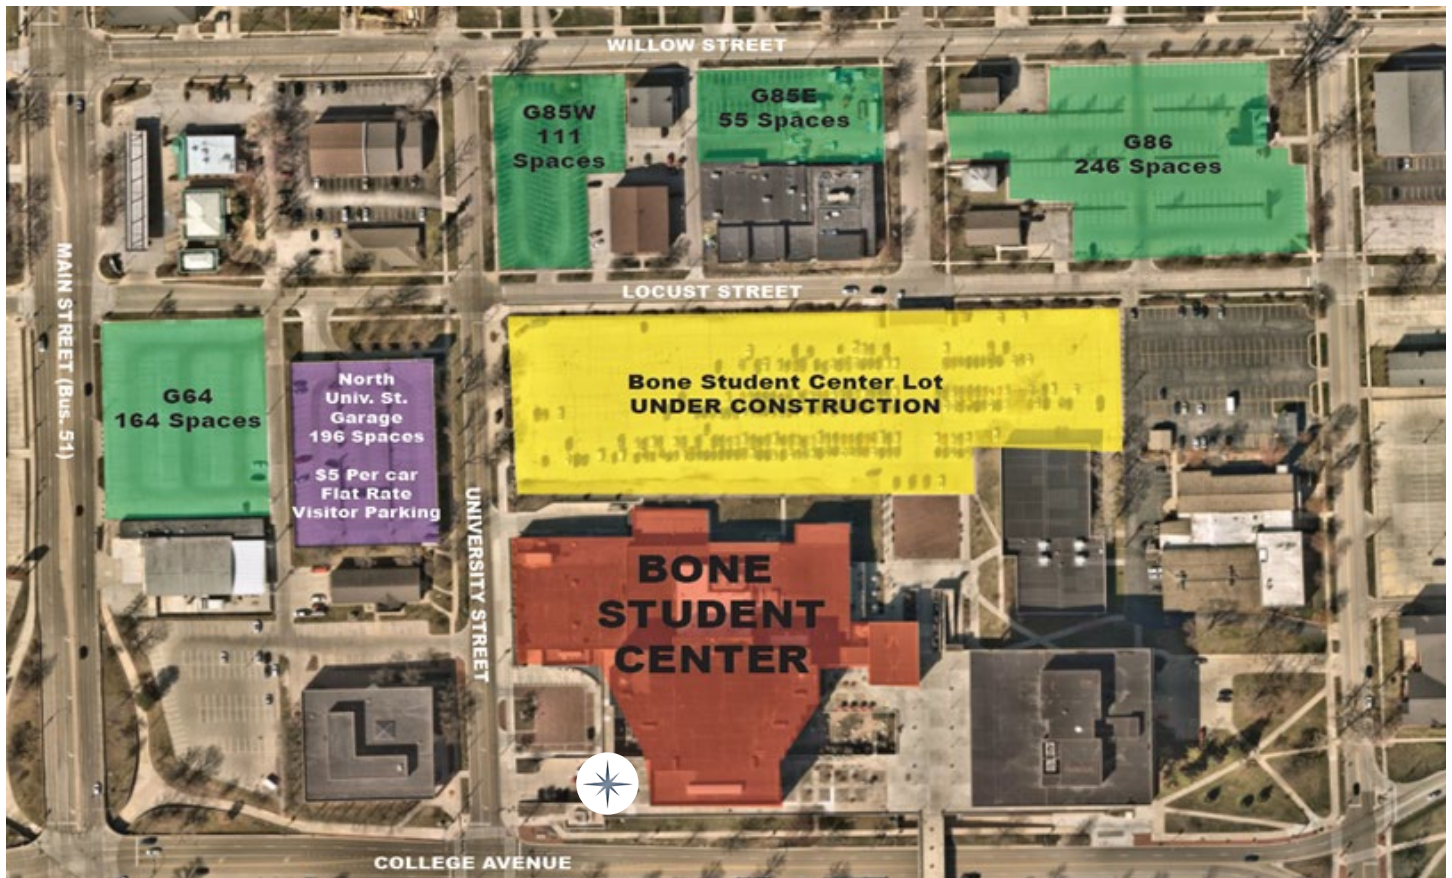 WILLOW STREET
G85W
111
Spaces
G85E
55 Spaces
G86
246 Spaces
MAIN STREET (Bus. 51)
LOCUST STREET
G64
164 Spaces
North
Univ. St.
Garage
196 Spaces
$5 Per car
Flat Rate
Visitor Parking
Bone Student Center Lot
UNDER CONSTRUCTION
UNIVERSITY STREET
BONE
STUDENT
CENTER
COLLEGE AVENUE